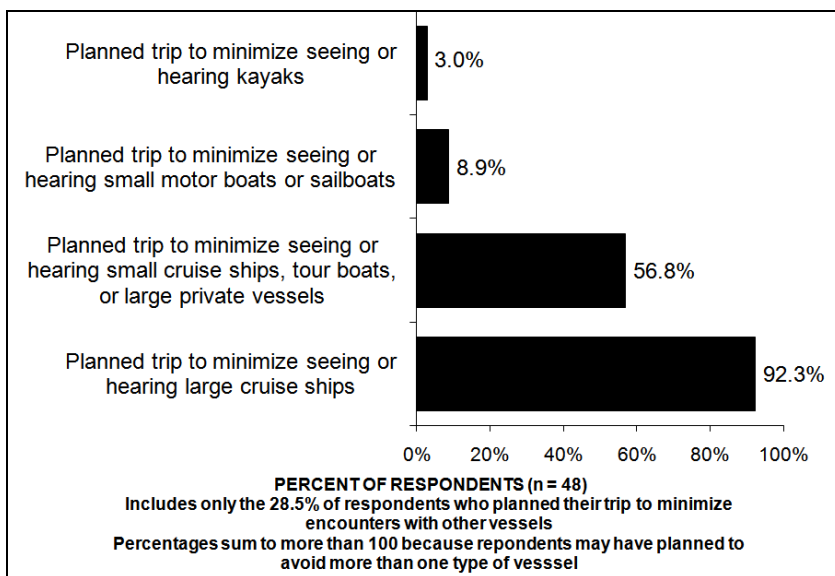 Planned trip to minimize seeing or
hearing kayaks
3.0%
Planned trip to minimize seeing or
hearing small motor boats or sailboats
8.9%
Planned trip to minimize seeing or
hearing small cruise ships, tour boats,
or large private vessels
56.8%
Planned trip to minimize seeing or
hearing large cruise ships
92.3%
0% 20% 40% 60% 80% 100%
PERCENT OF RESPONDENTS (n = 48)
Includes only the 28.5% of respondents who planned their trip to minimize
encounters with other vessels
Percentages sum to more than 100 because repondents may have planned to
avoid more than one type of vesssel